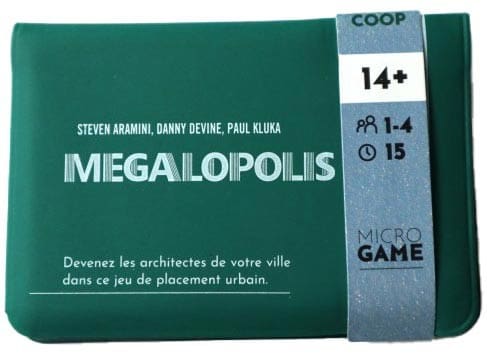 COOP
14+
1-4
15
STEVEN ARAMINI, DANNY DEVINE, PAUL KLUKA
MEGALOPOLIS
Devenez les architectes de votre ville
dans ce jeu de placement urbain.
MICRO
GAME